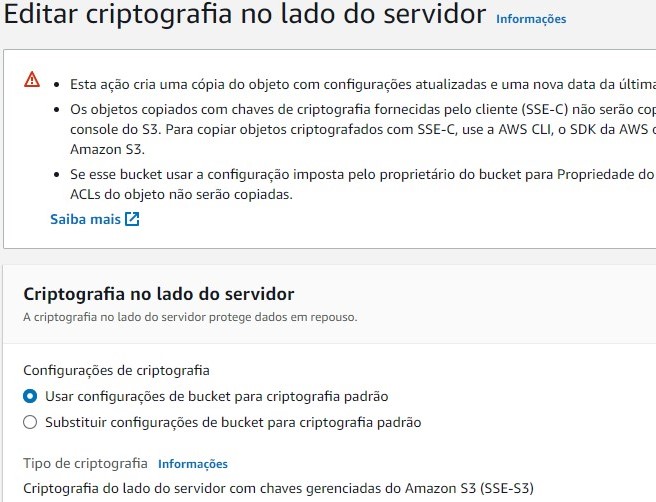 Editar criptografia no lado do servidor Informações
Esta ação cria uma cópia do objeto com configurações atualizadas e uma nova data da última
Os objetos copiados com chaves de criptografia fornecidas pelo cliente (SSE-C) não serão
console do S3. Para copiar objetos criptografados com SSE-C, use a AWS CLI, o SDK da AWS
Amazon S3.
Se esse bucket usar a configuração imposta pelo proprietário do bucket para Propriedade do
ACLs do objeto não serão copiadas.
Saiba mais
Criptografia no lado do servidor
A criptografia no lado do servidor protege dados em repouso.
Configurações de criptografia
Usar configurações de bucket para criptografia padrão
Substituir configurações de bucket para criptografia padrão
Tipo de criptografia Informações
Criptografia do lado do servidor com chaves gerenciadas do Amazon S3 (SSE-S3)